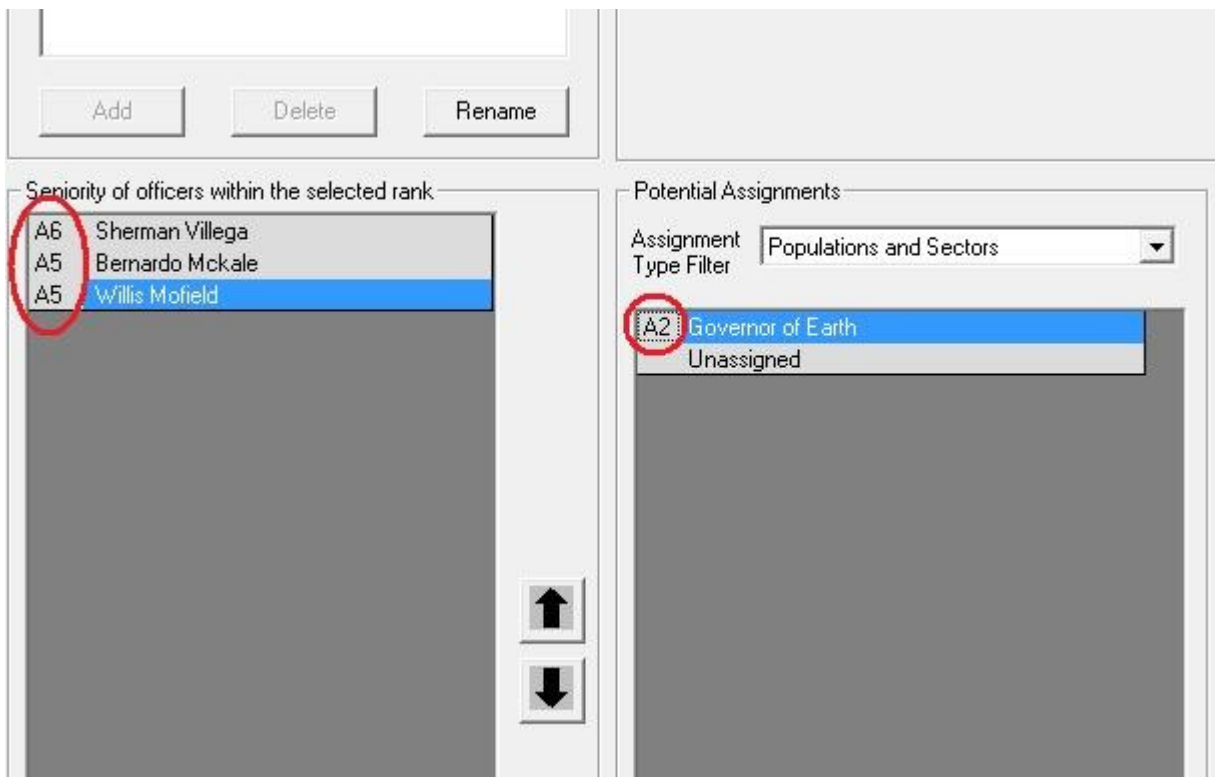 Add Delete Rename
Seniority of officers within the selected rank
A6 Sherman Villega
A5 Bernardo Mckale
A5 Willis Mofield
Potential Assignments
Assignment
Type Filter
Populations and Sectors
A2 Governor of Earth
Unassigned